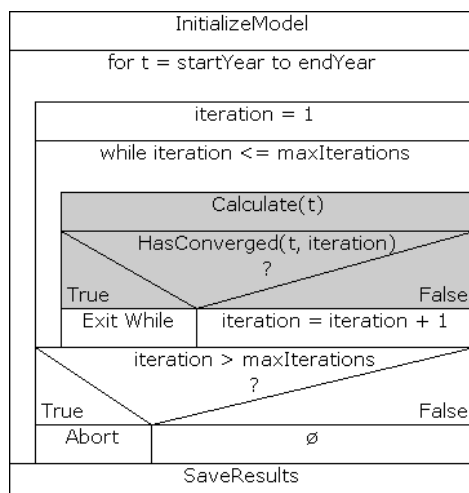 InitializeModel
for t = startYear to endYear
iteration = 1
while iteration <= maxIterations
Calculate(t)
HasConverged(t, iteration)
?
True False
Exit While iteration = iteration + 1
iteration > maxIterations
?
True False
Abort ø
SaveResults